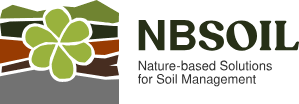 NBSOIL
Nature-based Solutions
for Soil Management